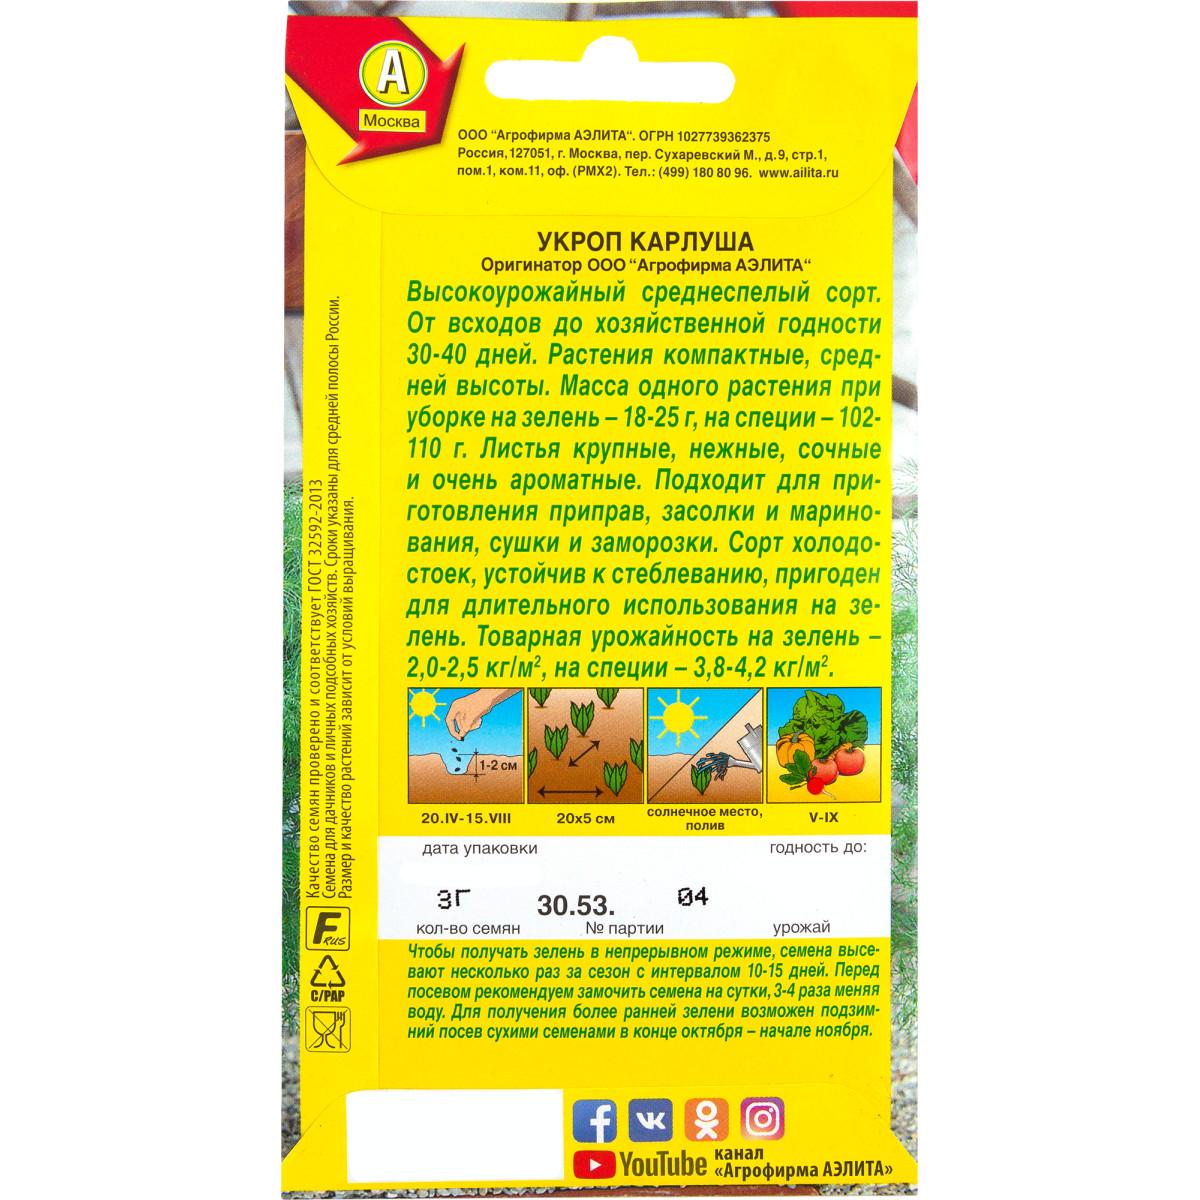 А
Москва
ООО “Агрофирма АЭЛИТА“. ОГРН 1027739362375
Россия,127051, г. Москва, пер. Сухаревский М., д.9, стр.1,
пом.1, ком.11, оф. (РМХ2). Тел.: (499) 180 80 96. www.ailita.ru
УКРОП КАРЛУША
Оригинатор ООО “Агрофирма АЭЛИТА“
Высокоурожайный среднеспелый сорт.
От всходов до хозяйственной годности
30-40 дней. Растения компактные, сред-
ней высоты. Масса одного растения при
уборке на зелень – 18-25 г, на специи – 102-
110 г. Листья крупные, нежные, сочные
и очень ароматные. Подходит для при-
готовления приправ, засолки и марино-
вания, сушки и заморозки. Сорт холодо-
стоек, устойчив к стеблеванию, пригоден
для длительного использования на зе-
лень. Товарная урожайность на зелень –
2,0-2,5 кг/м², на специи – 3,8-4,2 кг/м².
1-2 см
20.IV-15.VIII
20х5 см
солнечное место,
полив
V-IX
дата упаковки
годность до:
3Г
30.53.
04
кол-во семян
№ партии
урожай
Чтобы получать зелень в непрерывном режиме, семена высе-
вают несколько раз за сезон с интервалом 10-15 дней. Перед
посевом рекомендуем замочить семена на сутки, 3-4 раза меняя
воду. Для получения более ранней зелени возможен подзим-
ний посев сухими семенами в конце октября – начале ноября.
Качество семян проверено и соответствует ГОСТ 32592-2013
Семена для дачников и личных подсобных хозяйств. Сроки указаны для средней полосы России.
Размер и качество растений зависит от условий выращивания.
F RUS
C/PAP
YouTube
канал
«Агрофирма АЭЛИТА»